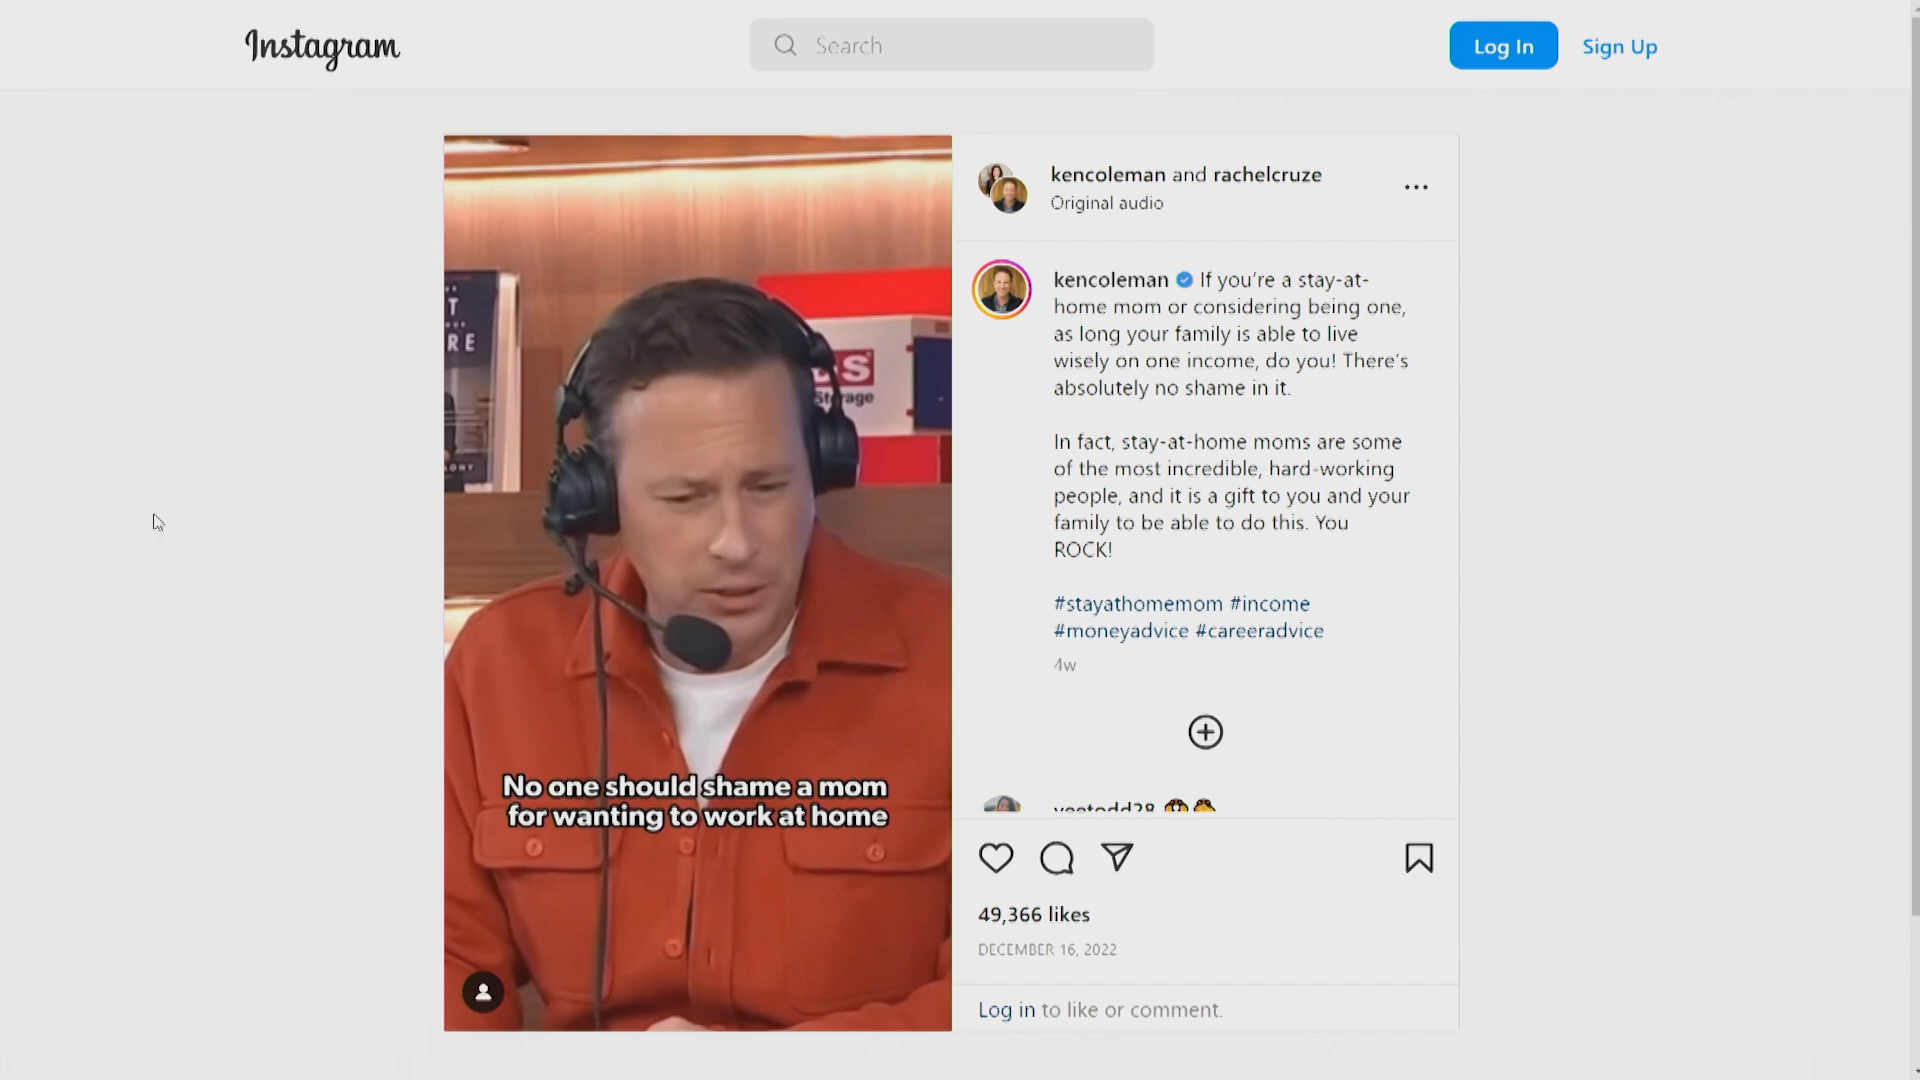 Instagram
Search
Log In
Sign Up
kencoleman and rachelcruze
Original audio
kencoleman If you're a stay-at-
home mom or considering being one,
as long your family is able to live
wisely on one income, do you! There's
absolutely no shame in it.
In fact, stay-at-home moms are some
of the most incredible, hard-working
people, and it is a gift to you and your
family to be able to do this. You
ROCK!
#stayathomemom #income
#moneyadvice #careeradvice
4w
No one should shame a mom
for wanting to work at home
49,366 likes
DECEMBER 16, 2022
Log in to like or comment.